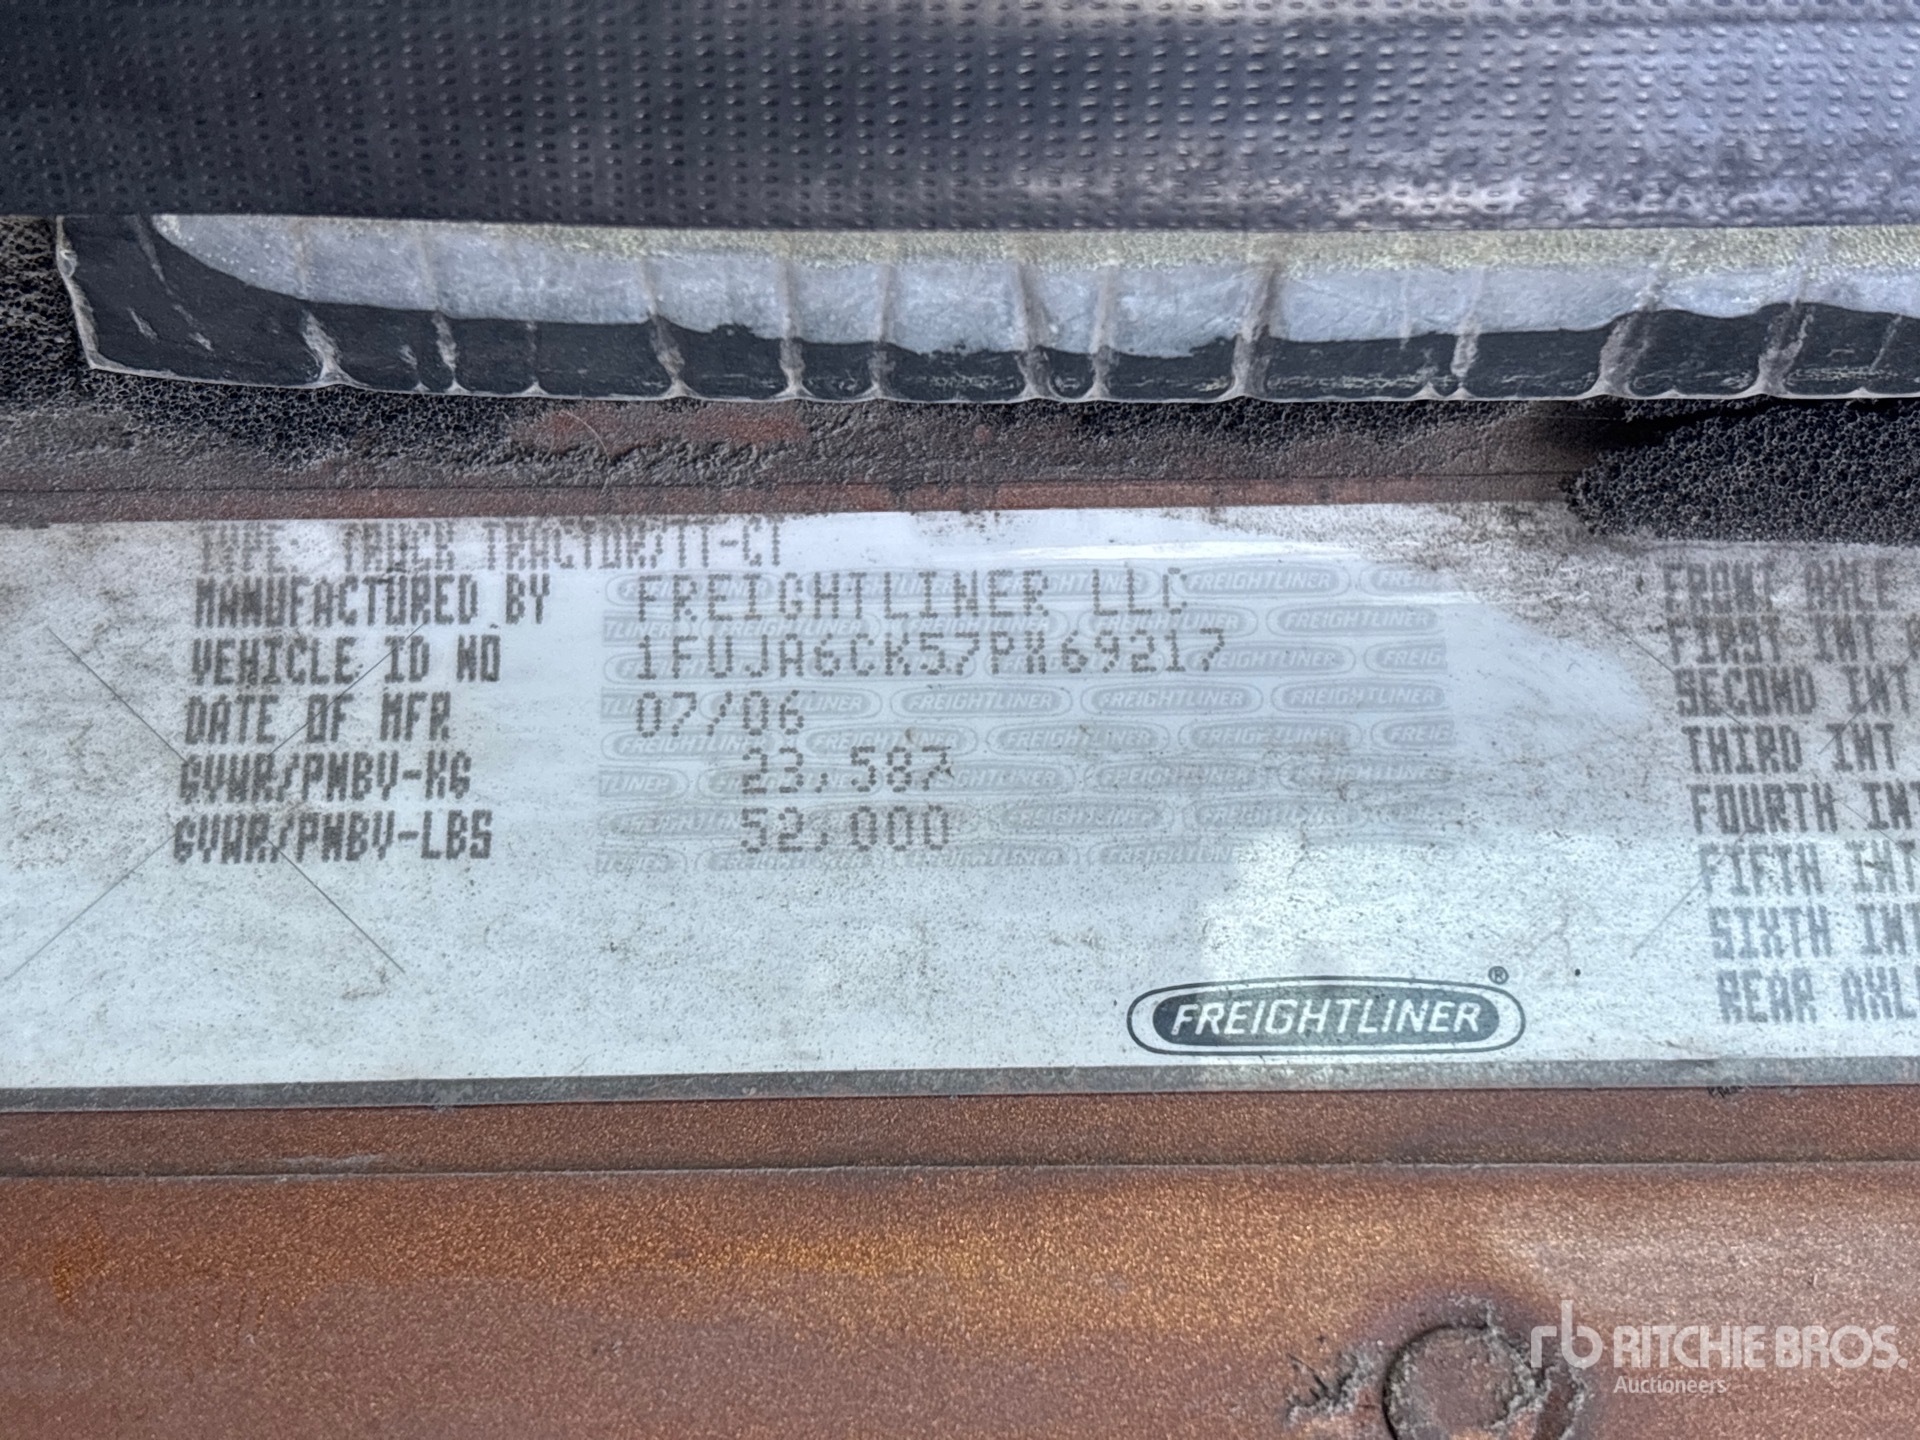 TYPE: TRUCK TRACTOR/TT-CT
MANUFACTURED BY FREIGHTLINER LLC
VEHICLE ID NO 1FUJA6CK57PX69217
DATE OF MFR 07/06
GVWR/PNBV-KG 23,587
GVWR/PNBV-LBS 52,000
FRONT AXLE
FIRST INT
SECOND INT
THIRD INT
FOURTH INT
FIFTH INT
SIXTH INT
REAR AXLE
FREIGHTLINER®
rb RITCHIE BROS.
Auctioneers